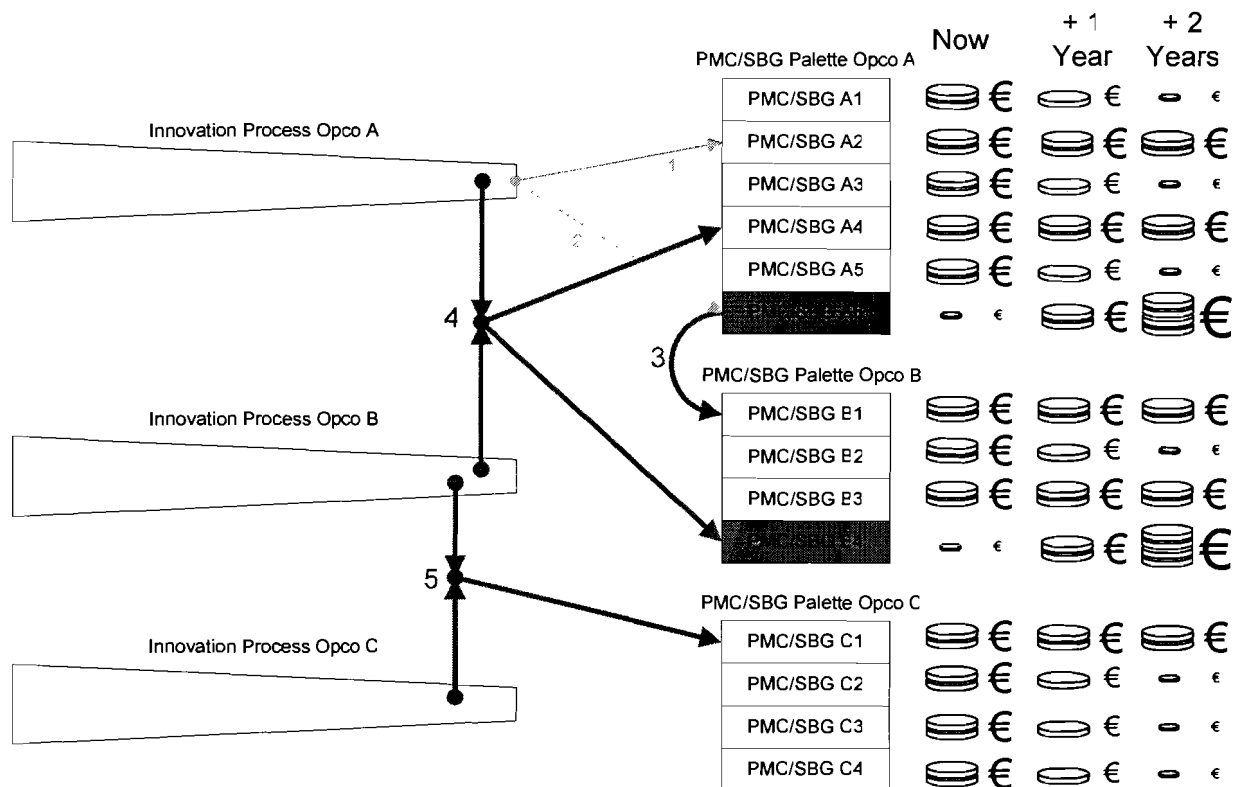 Now
+ 1
Year
+ 2
Years
PMC/SBG Palette Opco A
PMC/SBG A1 € € €
Innovation Process Opco A
1
PMC/SBG A2 € € €
PMC/SBG A3 € € €
2
PMC/SBG A4 € € €
PMC/SBG A5 € € €
4
€ € €
3
PMC/SBG Palette Opco B
PMC/SBG B1 € € €
Innovation Process Opco B
PMC/SBG B2 € € €
PMC/SBG B3 € € €
PMC/SBG B4 € € €
5
PMC/SBG Palette Opco C
PMC/SBG C1 € € €
Innovation Process Opco C
PMC/SBG C2 € € €
PMC/SBG C3 € € €
PMC/SBG C4 € € €